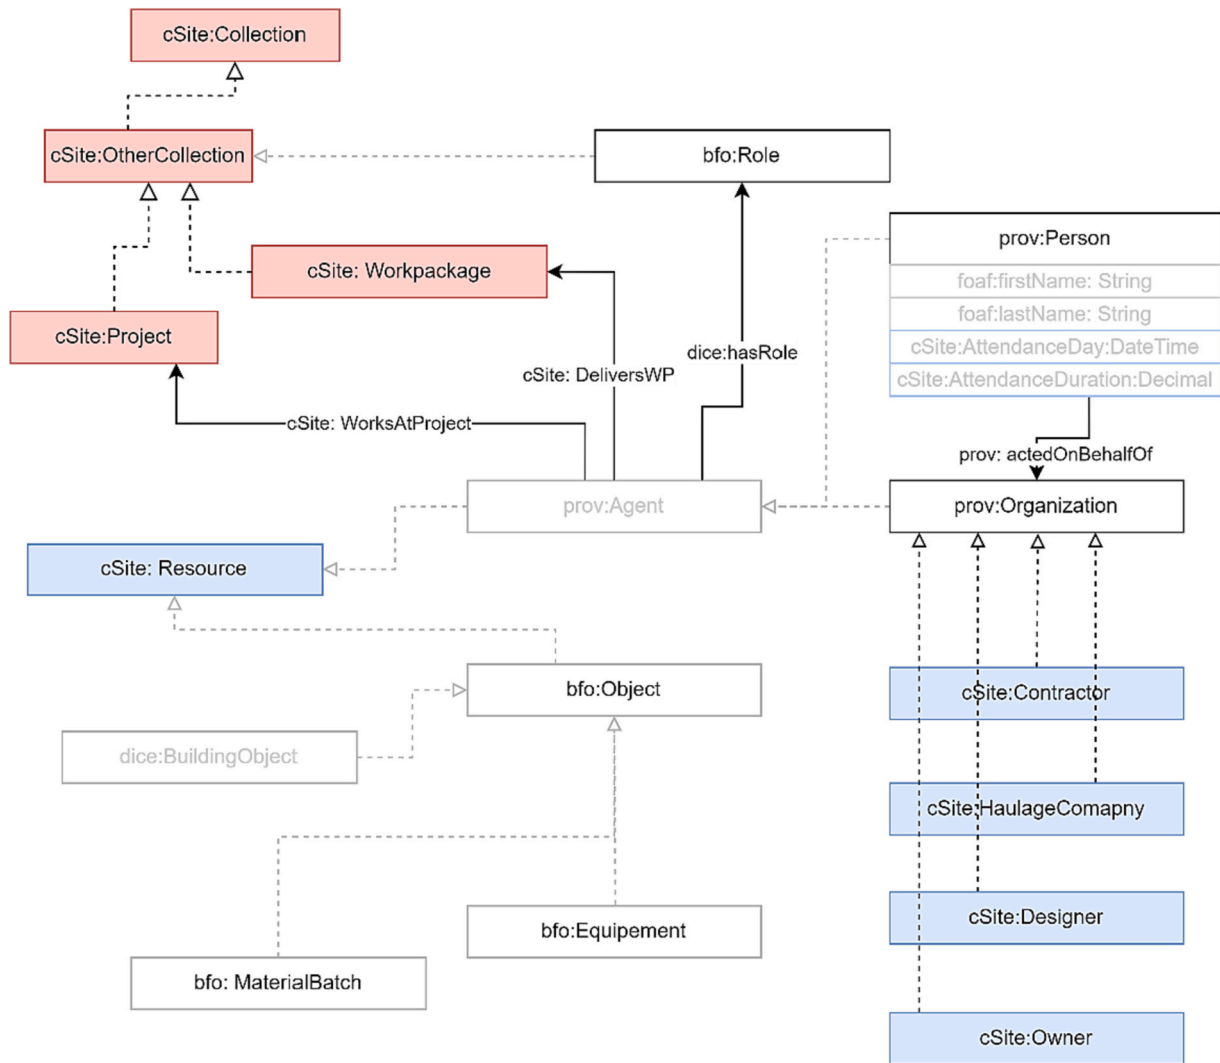 cSite:Collection
cSite:OtherCollection
bfo:Role
prov:Person
cSite: Workpackage
foaf:firstName: String
foaf:lastName: String
cSite:Project
cSite:AttendanceDay:DateTime
dice:hasRole
cSite: DeliversWP
cSite:AttendanceDuration:Decimal
cSite: WorksAtProject
prov: actedOnBehalfOf
prov:Agent
prov:Organization
cSite: Resource
bfo:Object
cSite:Contractor
dice:BuildingObject
cSite:HaulageComapny
cSite:Designer
bfo:Equipement
bfo: MaterialBatch
cSite:Owner